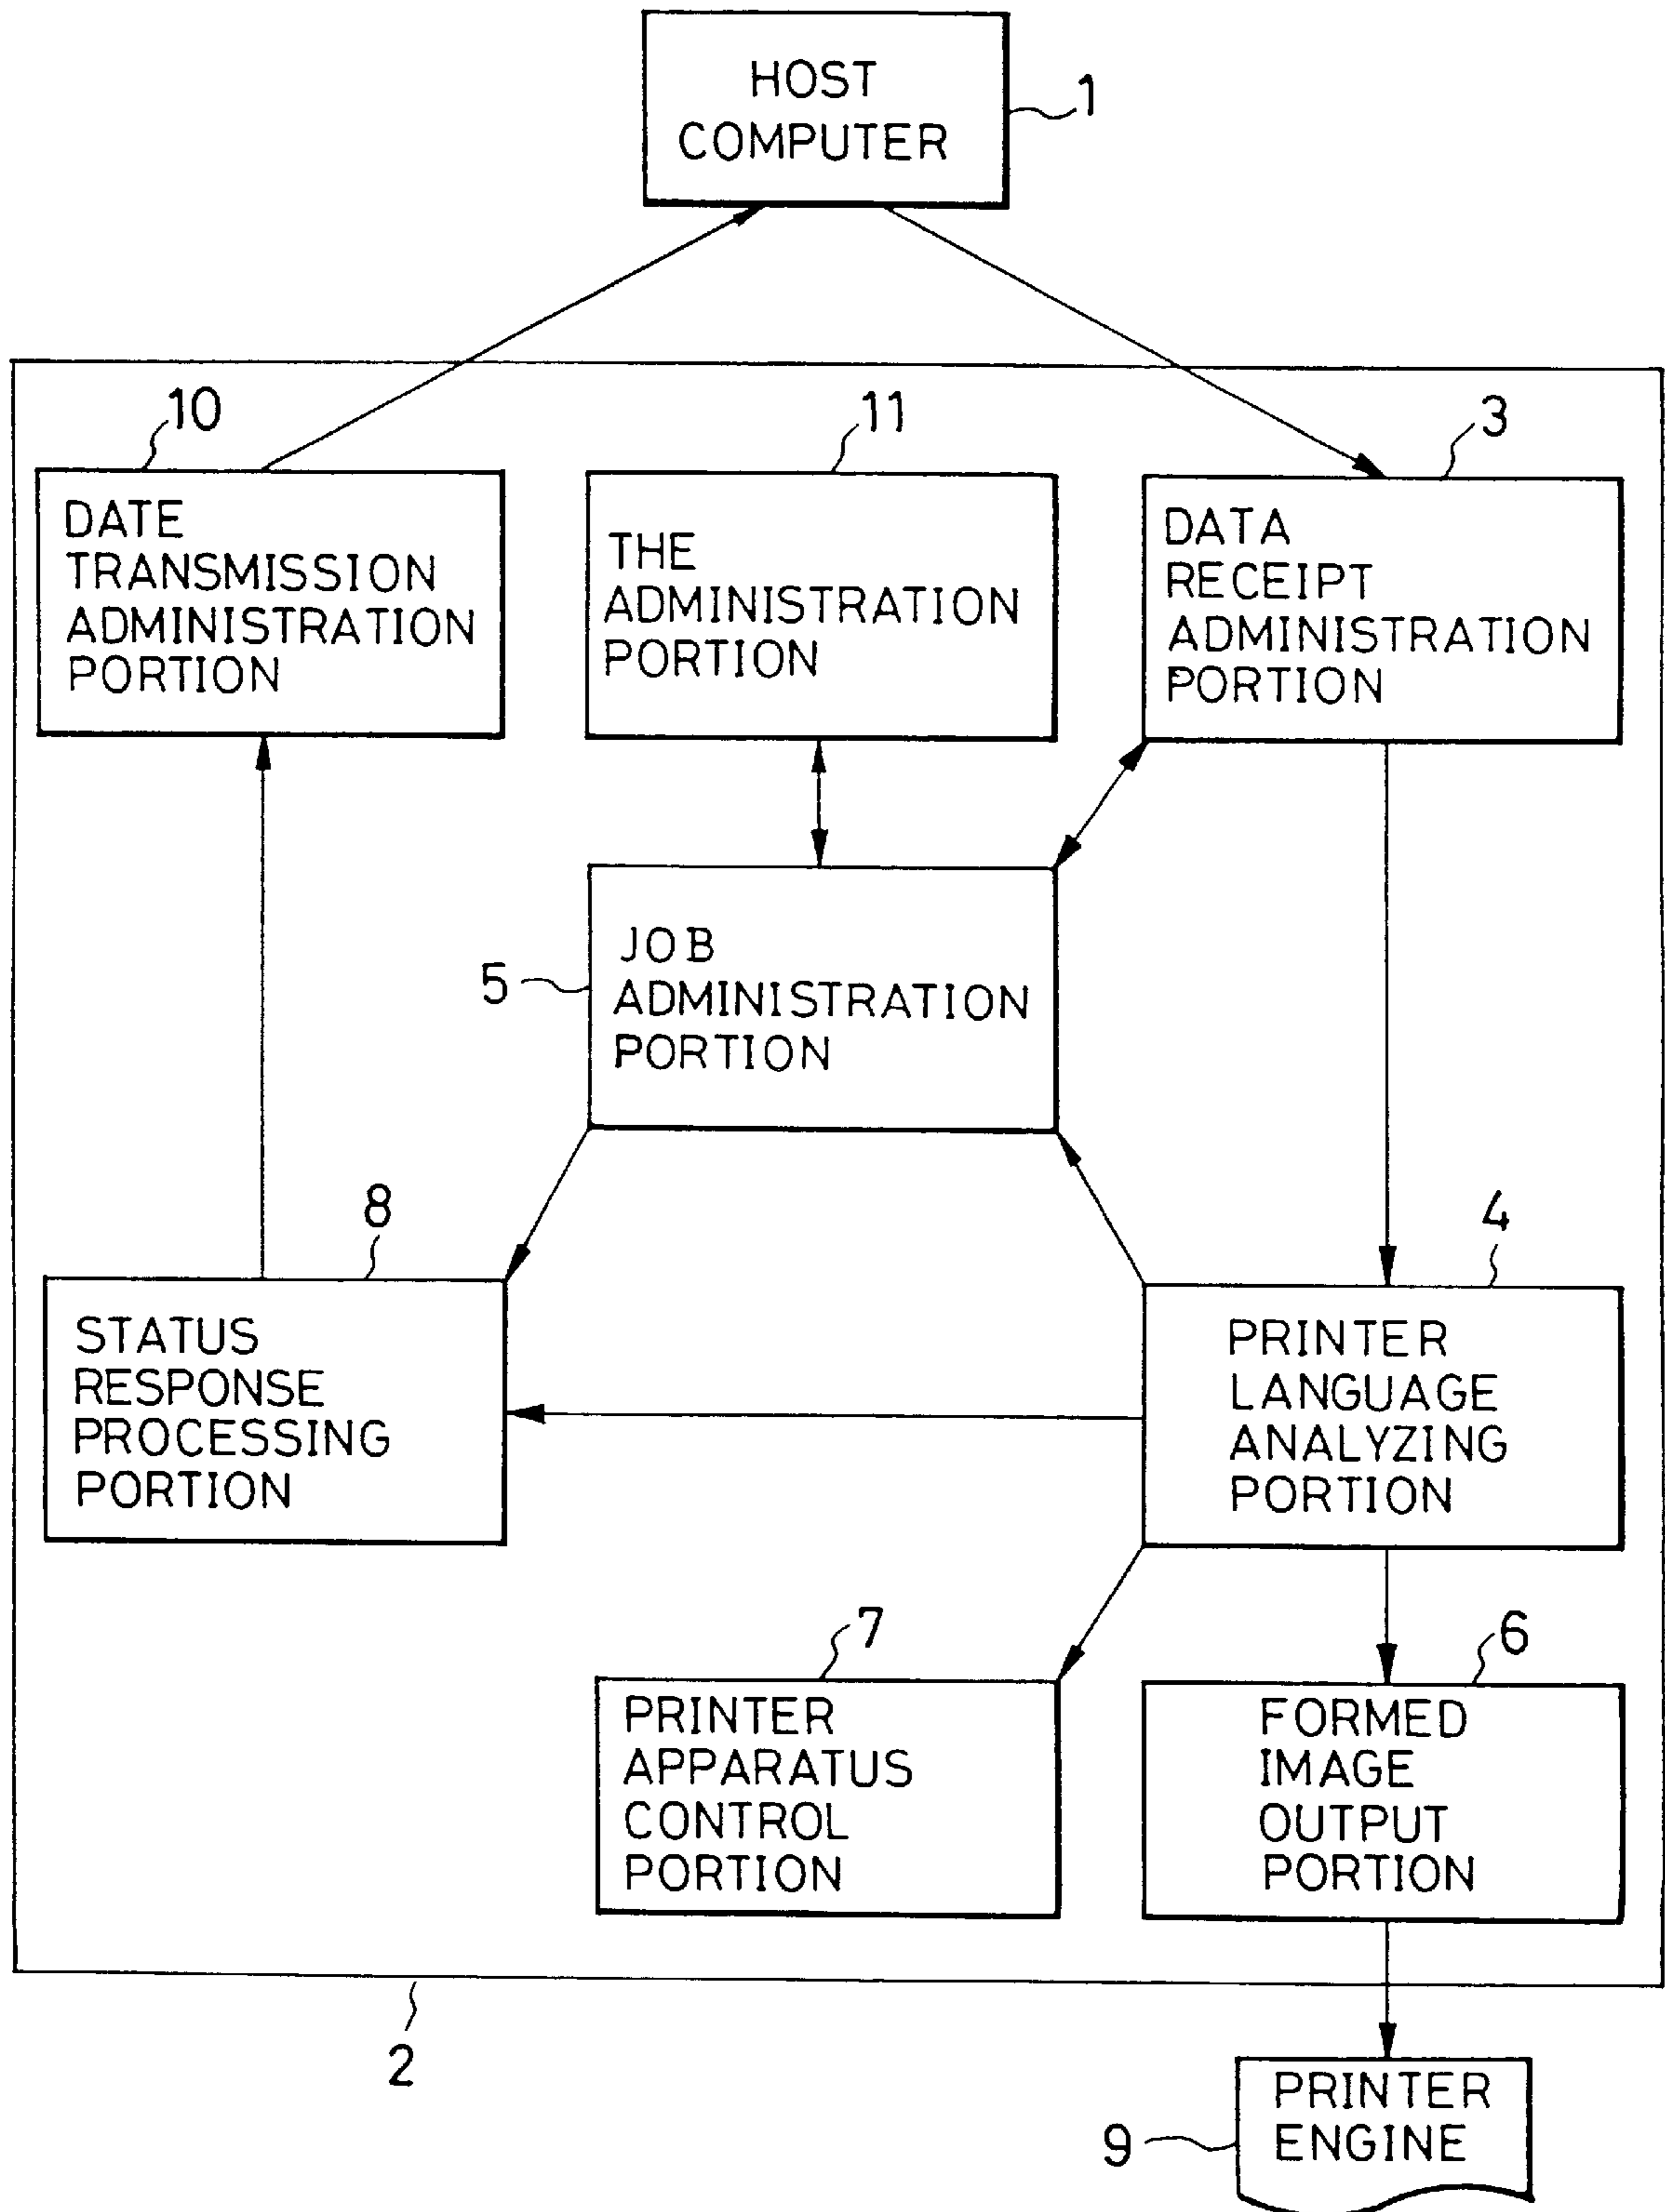 HOST
COMPUTER
1
10
11
3
DATE
TRANSMISSION
ADMINISTRATION
PORTION
THE
ADMINISTRATION
PORTION
DATA
RECEIPT
ADMINISTRATION
PORTION
5
JOB
ADMINISTRATION
PORTION
8
4
STATUS
RESPONSE
PROCESSING
PORTION
PRINTER
LANGUAGE
ANALYZING
PORTION
7
6
PRINTER
APPARATUS
CONTROL
PORTION
FORMED
IMAGE
OUTPUT
PORTION
2
9
PRINTER
ENGINE